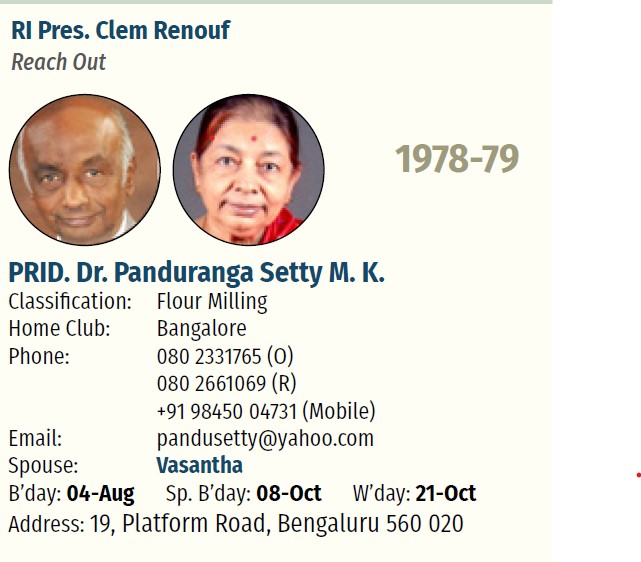 RI Pres. Clem Renouf
Reach Out
1978-79
PRID. Dr. Panduranga Setty M. K.
Classification: Flour Milling
Home Club: Bangalore
Phone: 080 2331765 (O)
080 2661069 (R)
+91 98450 04731 (Mobile)
Email: pandusetty@yahoo.com
Spouse: Vasantha
B'day: 04-Aug Sp. B'day: 08-Oct W'day: 21-Oct
Address: 19, Platform Road, Bengaluru 560 020